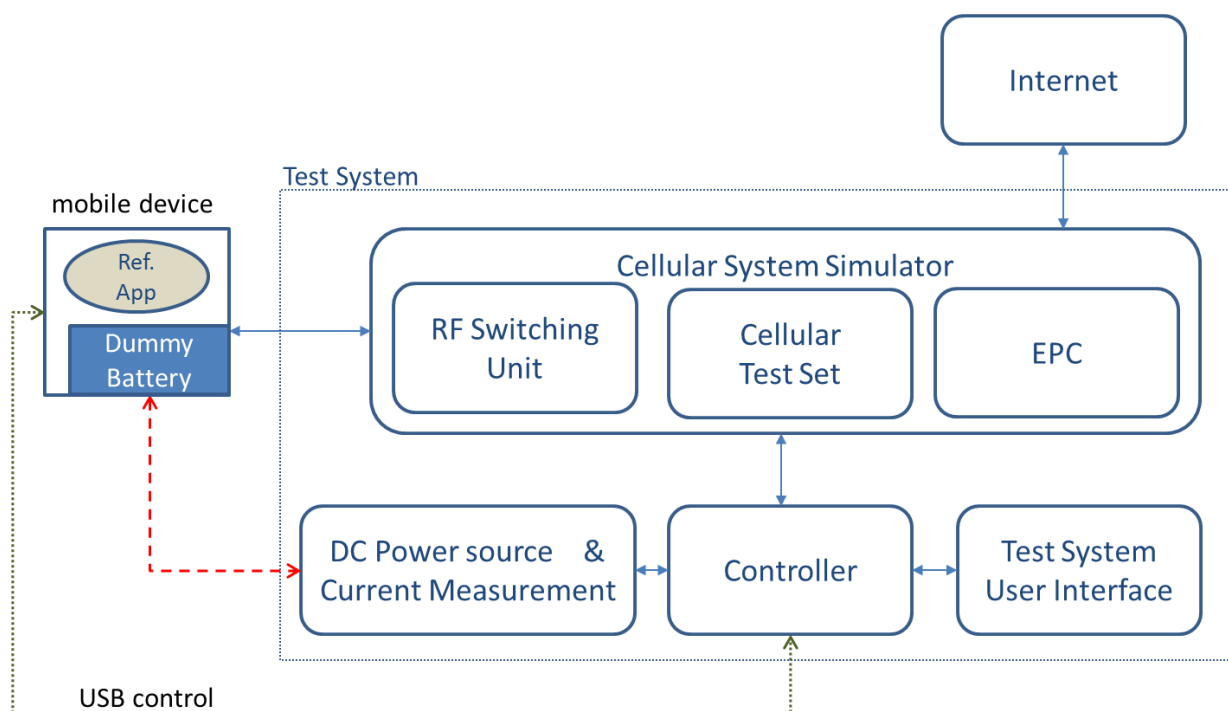 Internet
Test System
mobile device
Ref.
App
Dummy
Battery
Cellular System Simulator
RF Switching
Unit
Cellular
Test Set
EPC
DC Power source &
Current Measurement
Controller
Test System
User Interface
USB control